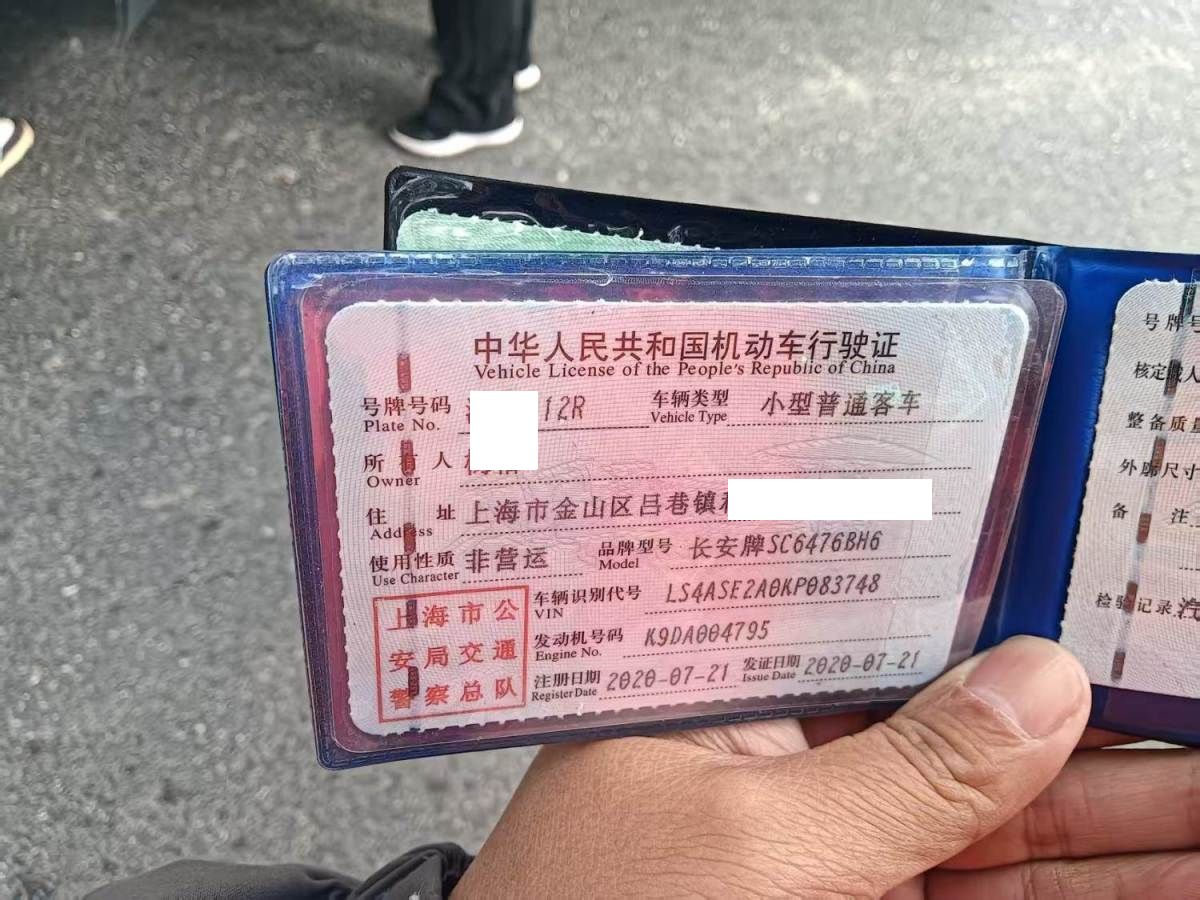 中华人民共和国机动车行驶证
Vehicle License of the People's Republic of China
号牌号码 12R 车辆类型 小型普通客车
Plate No. Vehicle Type
所有人
Owner
住址 上海市金山区吕巷镇
Address
使用性质 非营运 品牌型号 长安牌SC6476BH6
Use Character Model
车辆识别代号 LS4ASE2A0KP083748
VIN
发动机号码 K9DA004795
Engine No.
注册日期 2020-07-21 发证日期 2020-07-21
Register Date Issue Date
上海市公
安局交通
警察总队
号牌号
核定载人
整备质量
外廓尺寸
备注
检验记录